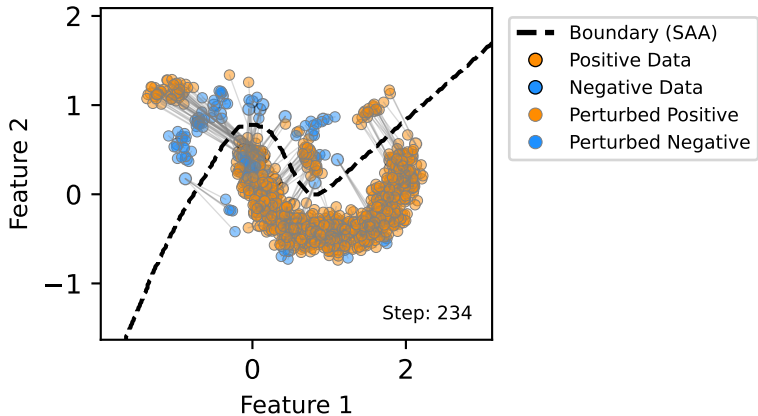 2
1
0
−1
0
2
Feature 2
Feature 1
Step: 234
Boundary (SAA)
Positive Data
Negative Data
Perturbed Positive
Perturbed Negative